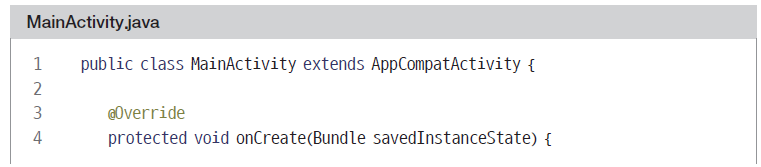 MainActivity.java
1 public class MainActivity extends AppCompatActivity {
2
3 @Override
4 protected void onCreate(Bundle savedInstanceState) {